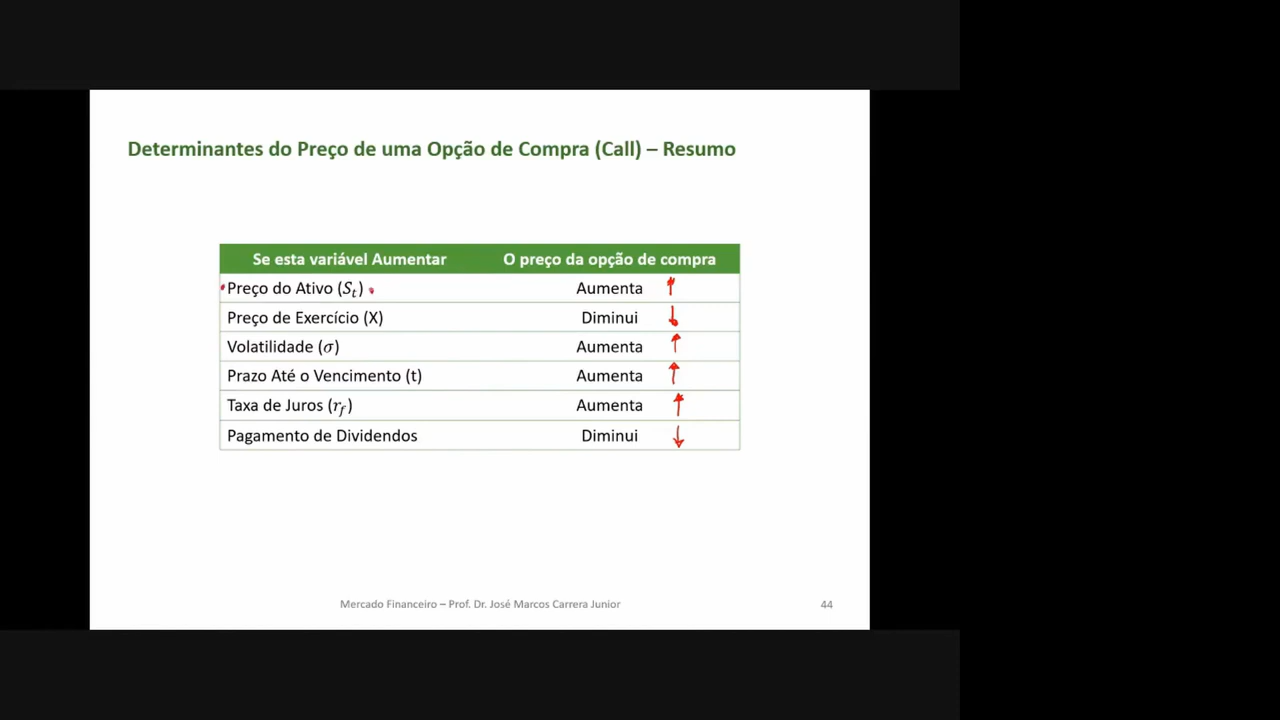 Determinantes do Preço de uma Opção de Compra (Call) – Resumo
Se esta variável Aumentar O preço da opção de compra
Preço do Ativo (Sₜ) Aumenta ↑
Preço de Exercício (X) Diminui ↓
Volatilidade (σ) Aumenta ↑
Prazo Até o Vencimento (t) Aumenta ↑
Taxa de Juros (r_f) Aumenta ↑
Pagamento de Dividendos Diminui ↓
Mercado Financeiro – Prof. Dr. José Marcos Carrera Junior 44